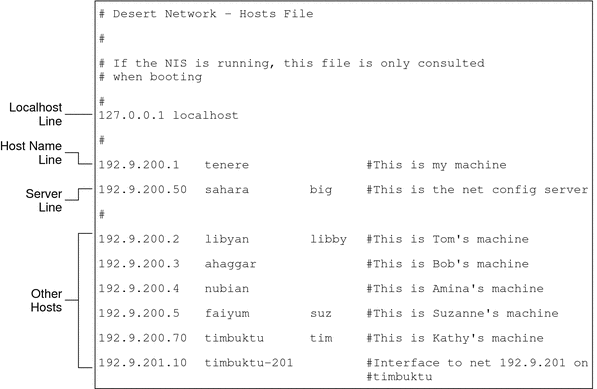 # Desert Network - Hosts File
#
# If the NIS is running, this file is only consulted
# when booting
#
Localhost Line
127.0.0.1 localhost
#
Host Name Line
192.9.200.1 tenere #This is my machine
Server Line
192.9.200.50 sahara big #This is the net config server
#
Other Hosts
192.9.200.2 libyan libby #This is Tom's machine
192.9.200.3 ahaggar #This is Bob's machine
192.9.200.4 nubian #This is Amina's machine
192.9.200.5 faiyum suz #This is Suzanne's machine
192.9.200.70 timbuktu tim #This is Kathy's machine
192.9.201.10 timbuktu-201 #Interface to net 192.9.201 on
#timbuktu